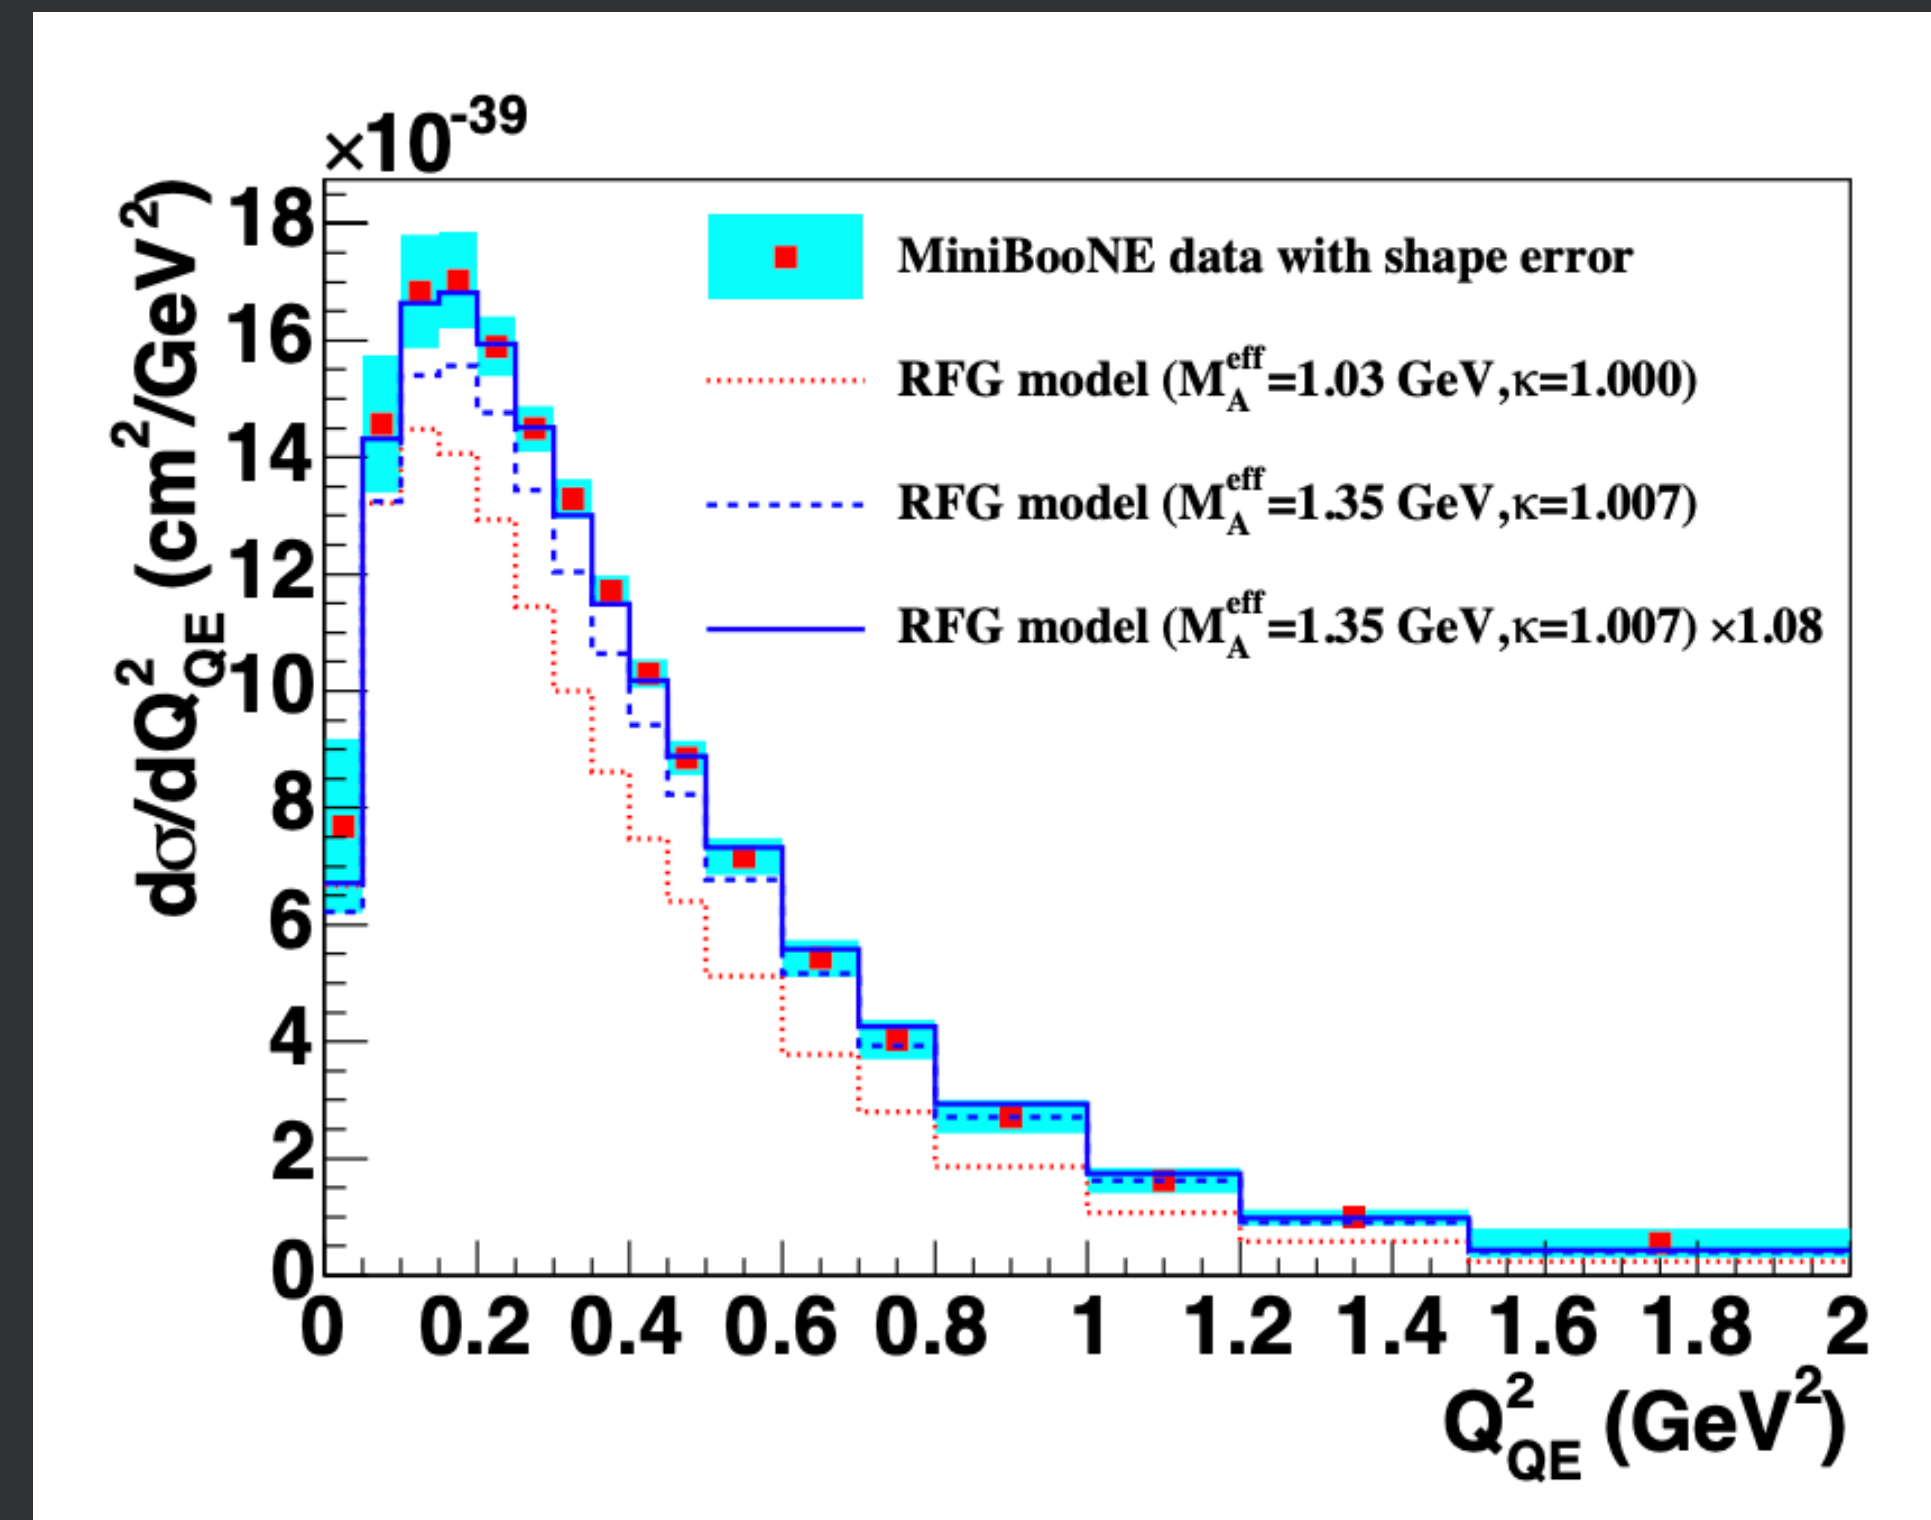 ×10^-39
dσ/dQ²_QE (cm²/GeV²)
18
16
14
12
10
8
6
4
2
0
MiniBooNE data with shape error
RFG model (M_A^eff=1.03 GeV,κ=1.000)
RFG model (M_A^eff=1.35 GeV,κ=1.007)
RFG model (M_A^eff=1.35 GeV,κ=1.007) ×1.08
0 0.2 0.4 0.6 0.8 1 1.2 1.4 1.6 1.8 2
Q²_QE (GeV²)